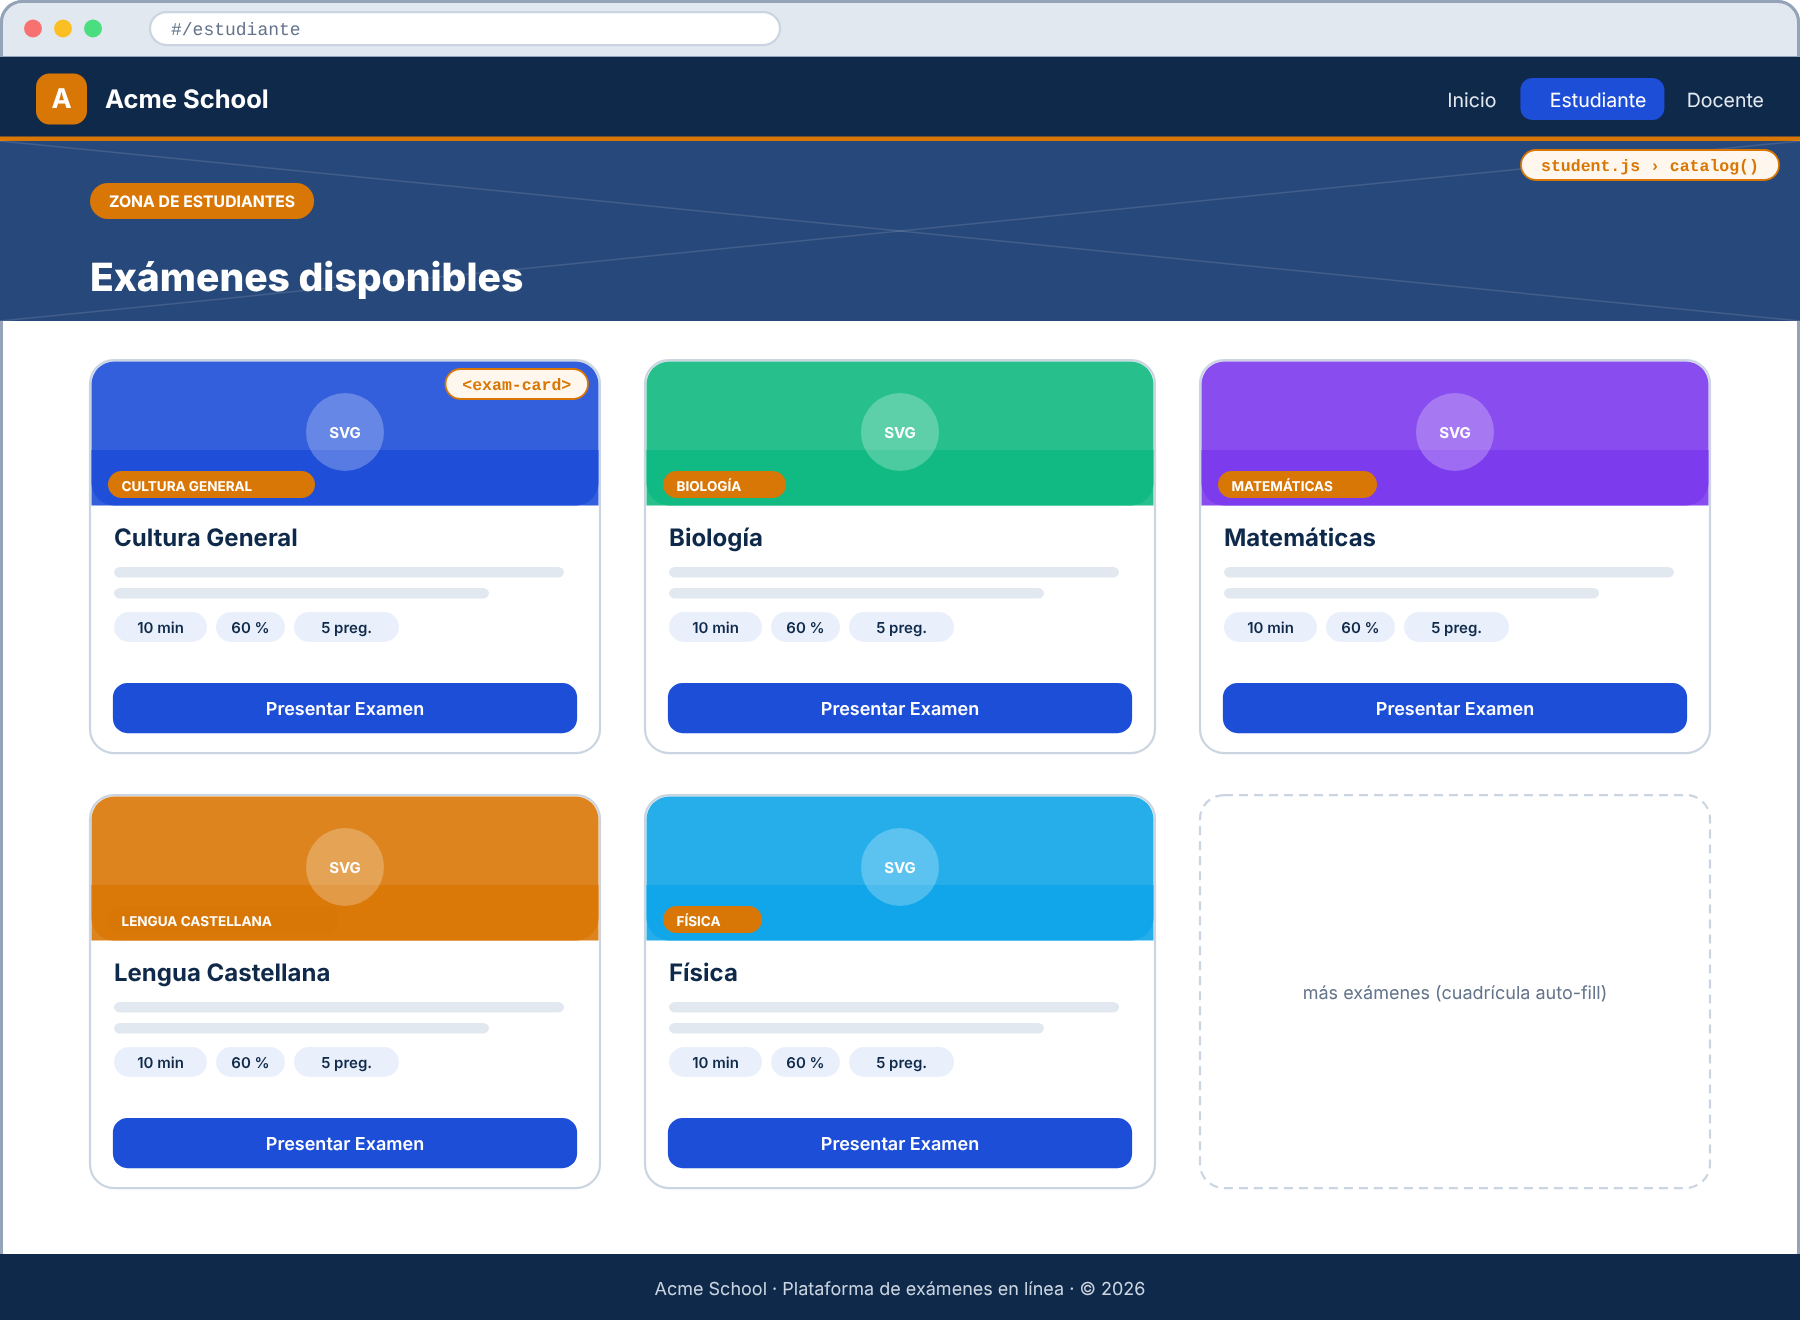 #/estudiante
A
Acme School
Inicio
Estudiante
Docente
student.js › catalog()
ZONA DE ESTUDIANTES
Exámenes disponibles
<exam-card>
SVG
CULTURA GENERAL
Cultura General
10 min
60 %
5 preg.
Presentar Examen
SVG
BIOLOGÍA
Biología
10 min
60 %
5 preg.
Presentar Examen
SVG
MATEMÁTICAS
Matemáticas
10 min
60 %
5 preg.
Presentar Examen
SVG
LENGUA CASTELLANA
Lengua Castellana
10 min
60 %
5 preg.
Presentar Examen
SVG
FÍSICA
Física
10 min
60 %
5 preg.
Presentar Examen
más exámenes (cuadrícula auto-fill)
Acme School · Plataforma de exámenes en línea · © 2026